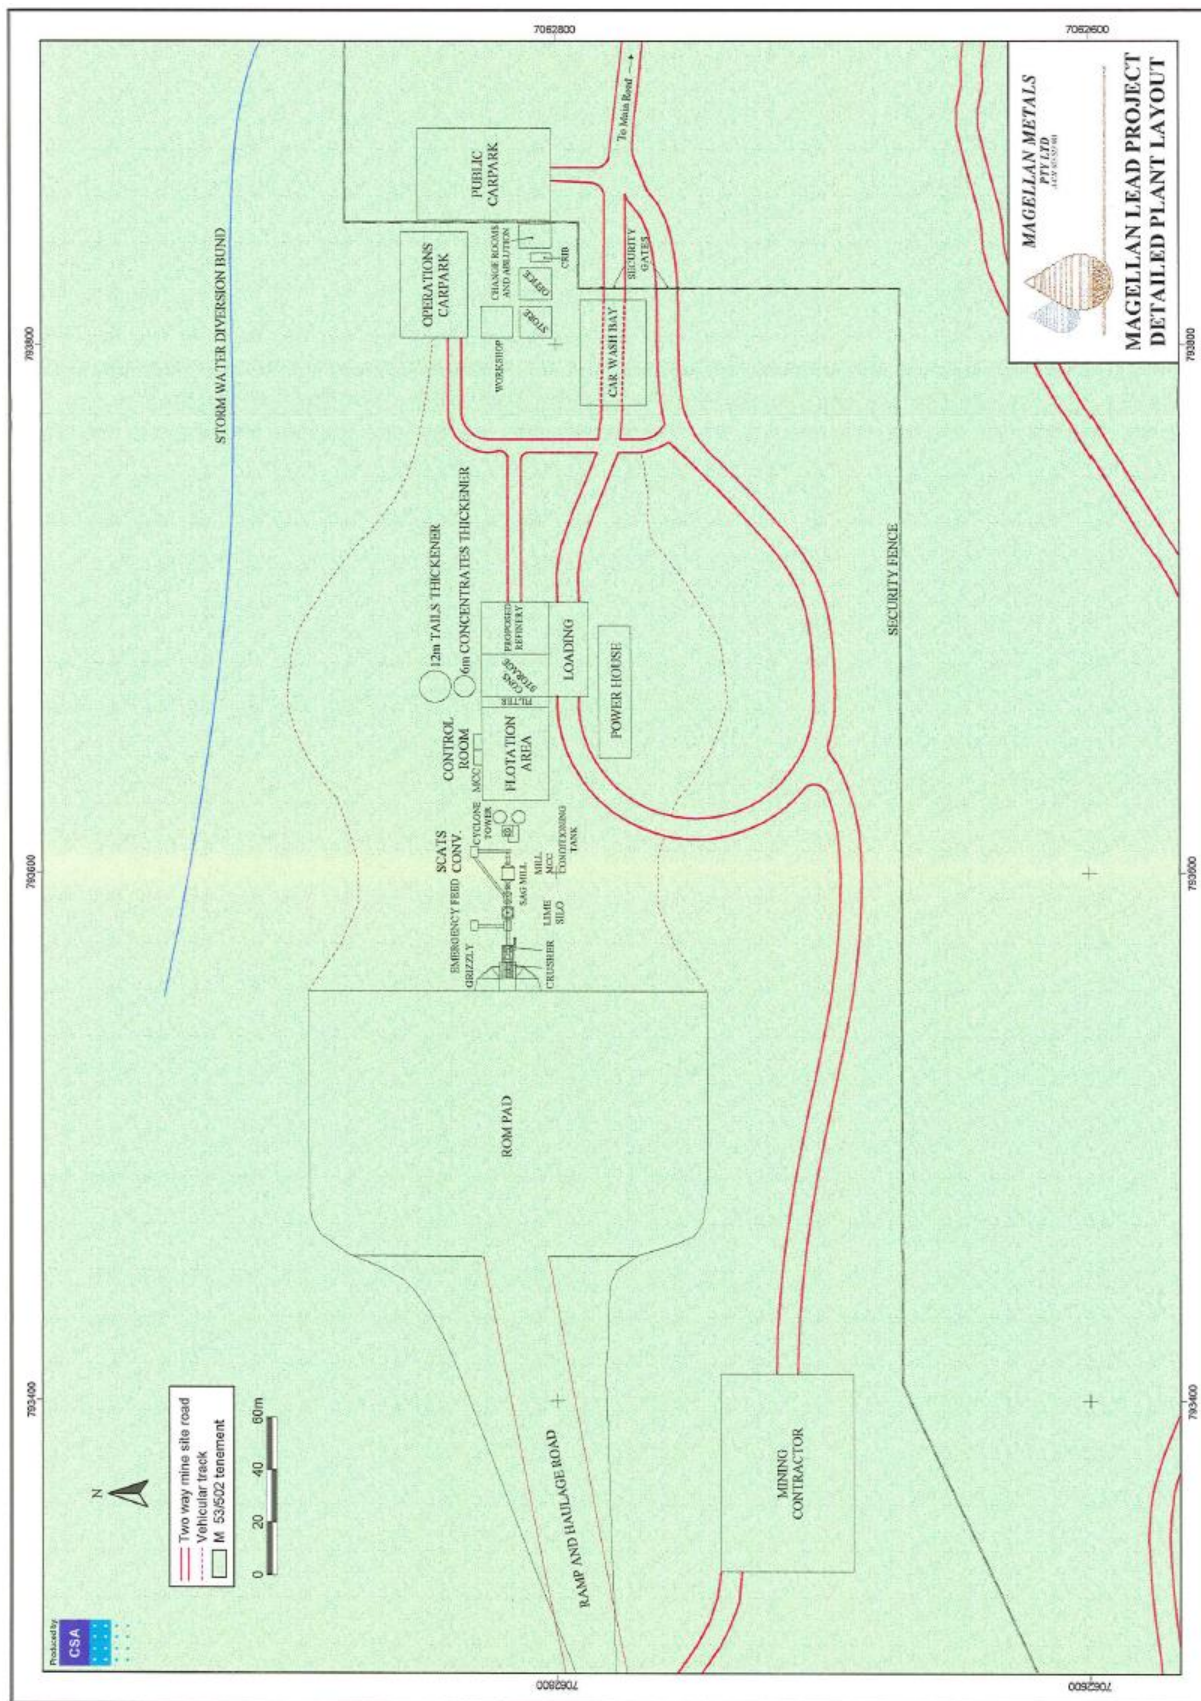 Produced by:
CSA
N
Two way mine site road
Vehicular track
M 53/502 tenement
0
20
40
60m
793400
793600
793800
793400
793600
793800
7062800
7062600
7062800
7062600
STORM WATER DIVERSION BUND
RAMP AND HAULAGE ROAD
ROM PAD
MINING
CONTRACTOR
EMERGENCY FEED
GRIZZLY
CRUSHER
LIME
SILO
SCATS
CONV.
SAG MILL
MILL
MCC
CYCLONE
TOWER
CONDITIONING
TANK
MCC
CONTROL
ROOM
FLOTATION
AREA
FILTER
CONS
STORAGE
PROPOSED
REFINERY
12m TAILS THICKENER
6m CONCENTRATES THICKENER
LOADING
POWER HOUSE
OPERATIONS
CARPARK
WORKSHOP
STORE
OFFICE
CHANGE ROOMS
AND ABLUTION
CRIB
PUBLIC
CARPARK
CAR WASH BAY
SECURITY
GATES
To Main Road
SECURITY FENCE
MAGELLAN METALS
PTY LTD
MAGELLAN LEAD PROJECT
DETAILED PLANT LAYOUT